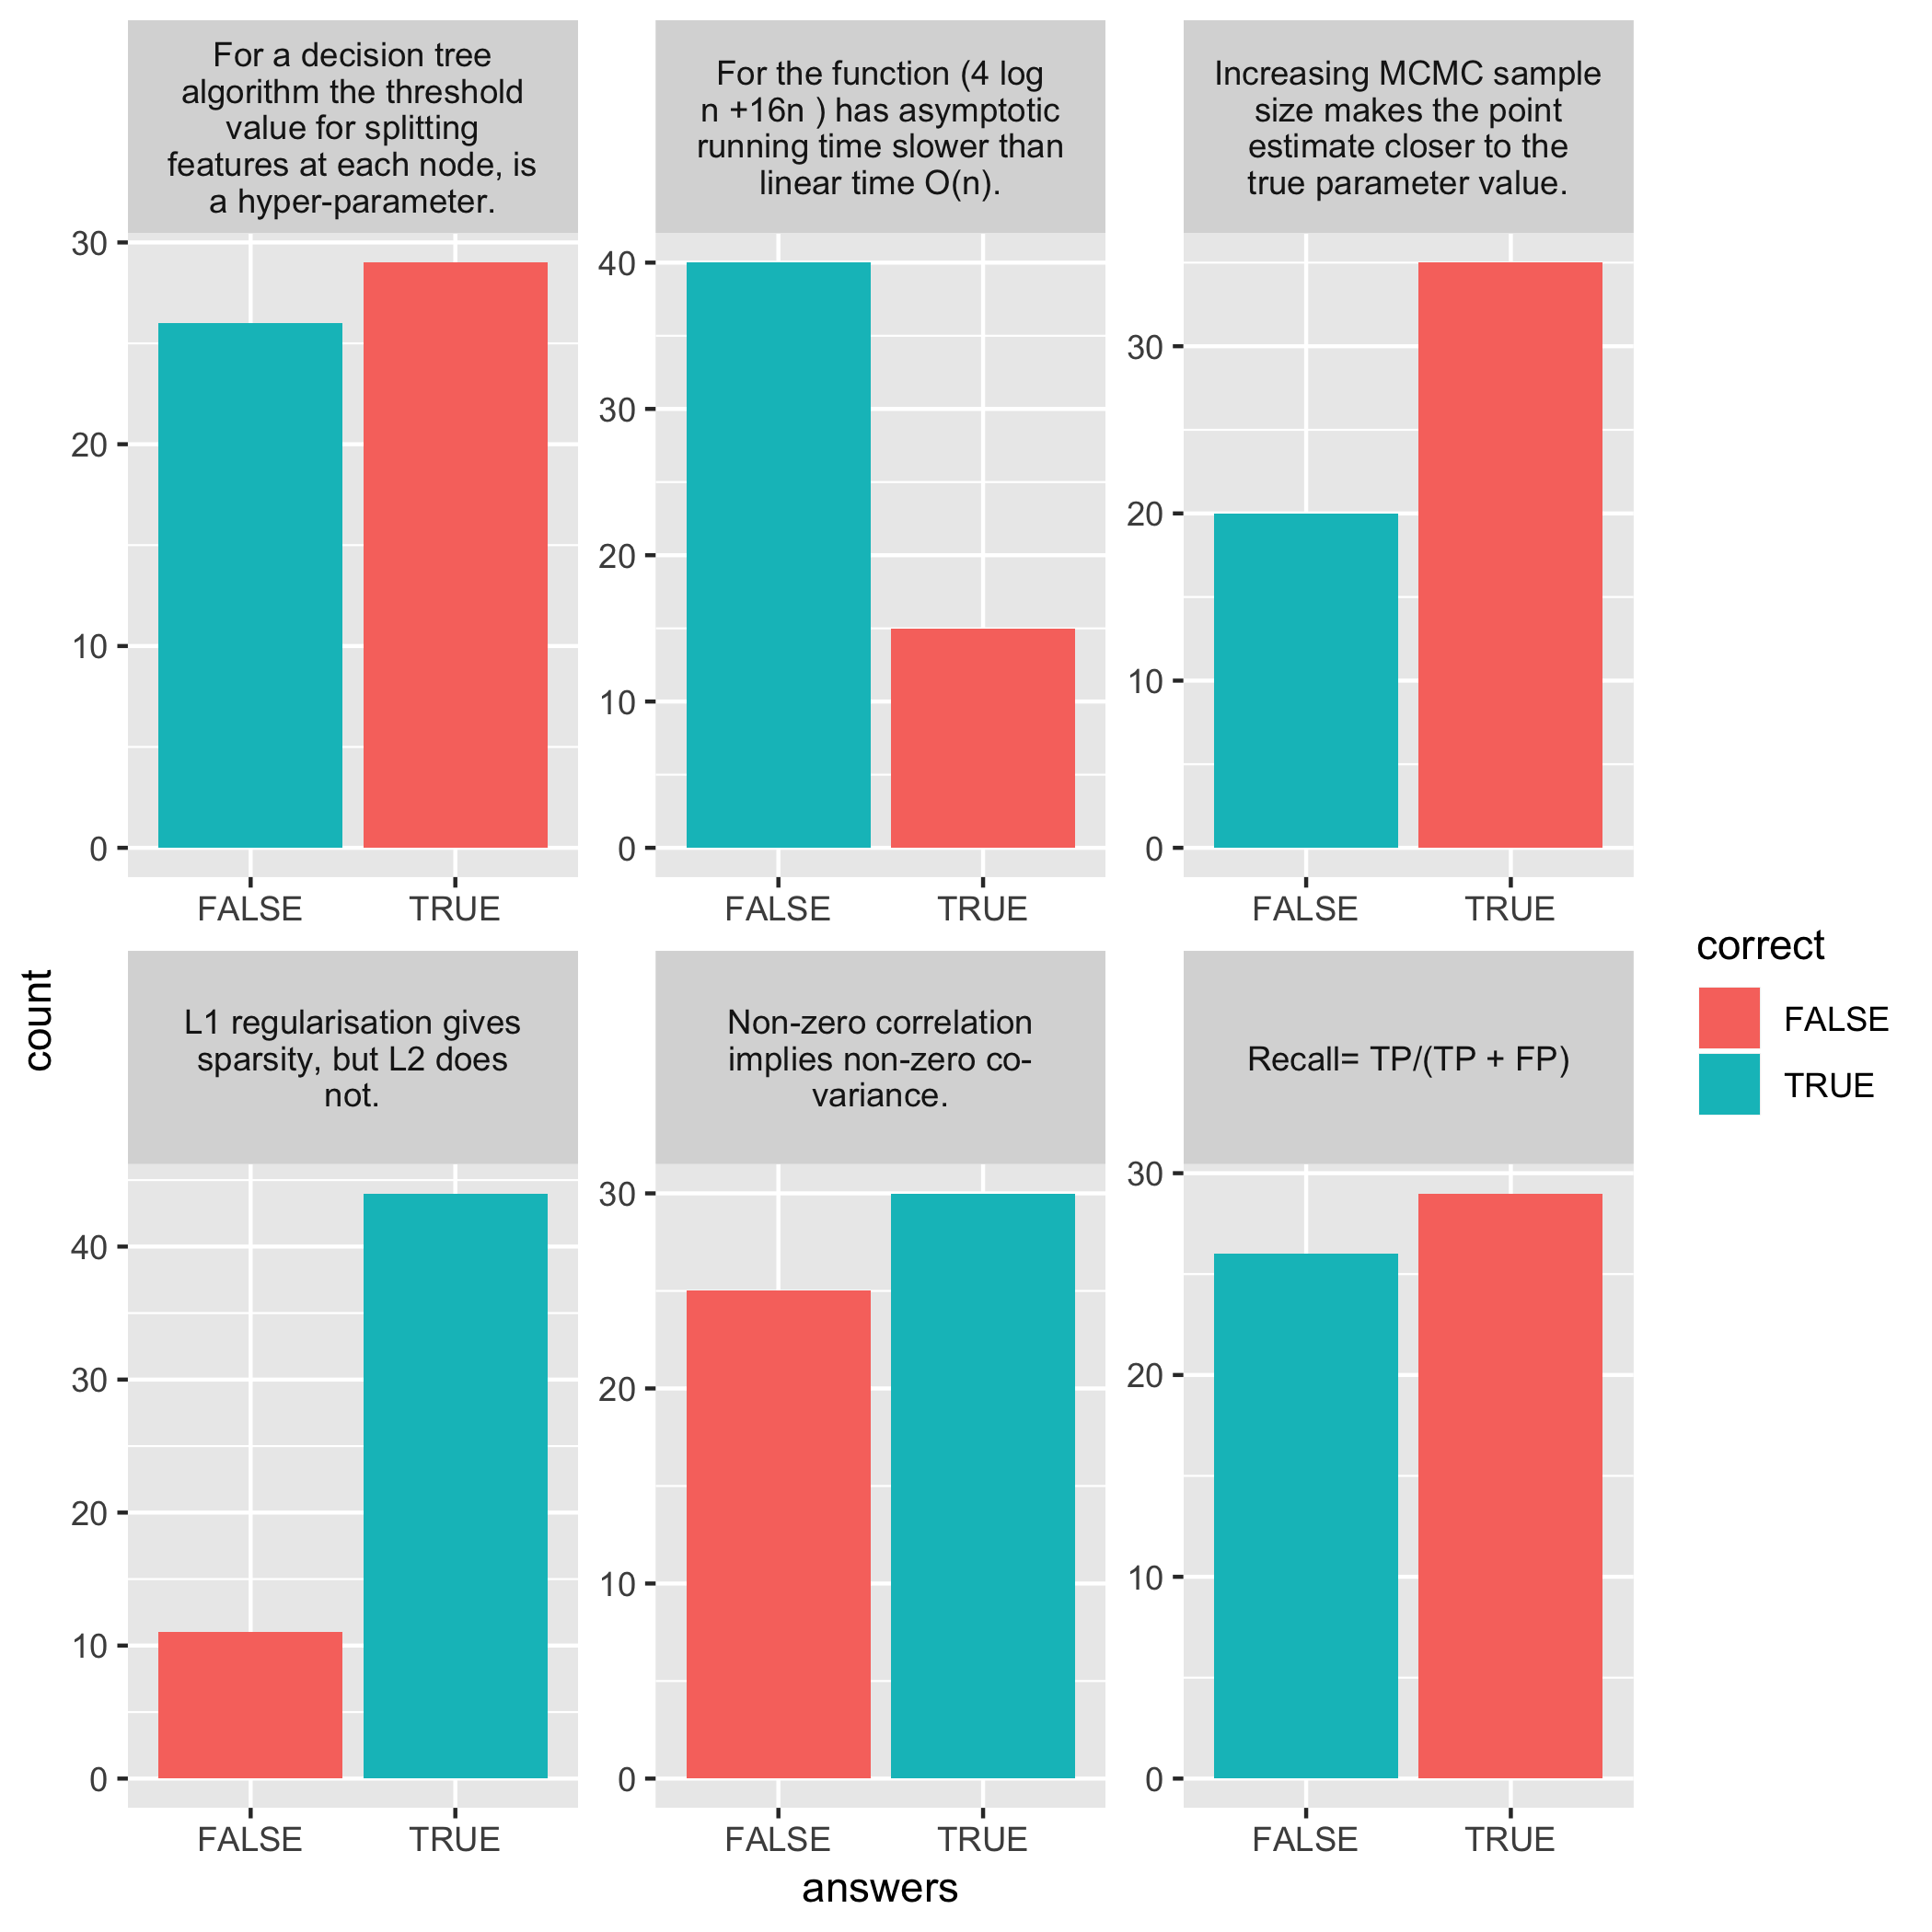 For a decision tree
algorithm the threshold
value for splitting
features at each node, is
a hyper-parameter.
For the function (4 log
n +16n ) has asymptotic
running time slower than
linear time O(n).
Increasing MCMC sample
size makes the point
estimate closer to the
true parameter value.
30
20
10
0
40
30
20
10
0
30
20
10
0
FALSE TRUE
FALSE TRUE
FALSE TRUE
L1 regularisation gives
sparsity, but L2 does
not.
Non-zero correlation
implies non-zero co-
variance.
Recall= TP/(TP + FP)
40
30
20
10
0
30
20
10
0
30
20
10
0
FALSE TRUE
FALSE TRUE
FALSE TRUE
count
answers
correct
FALSE
TRUE